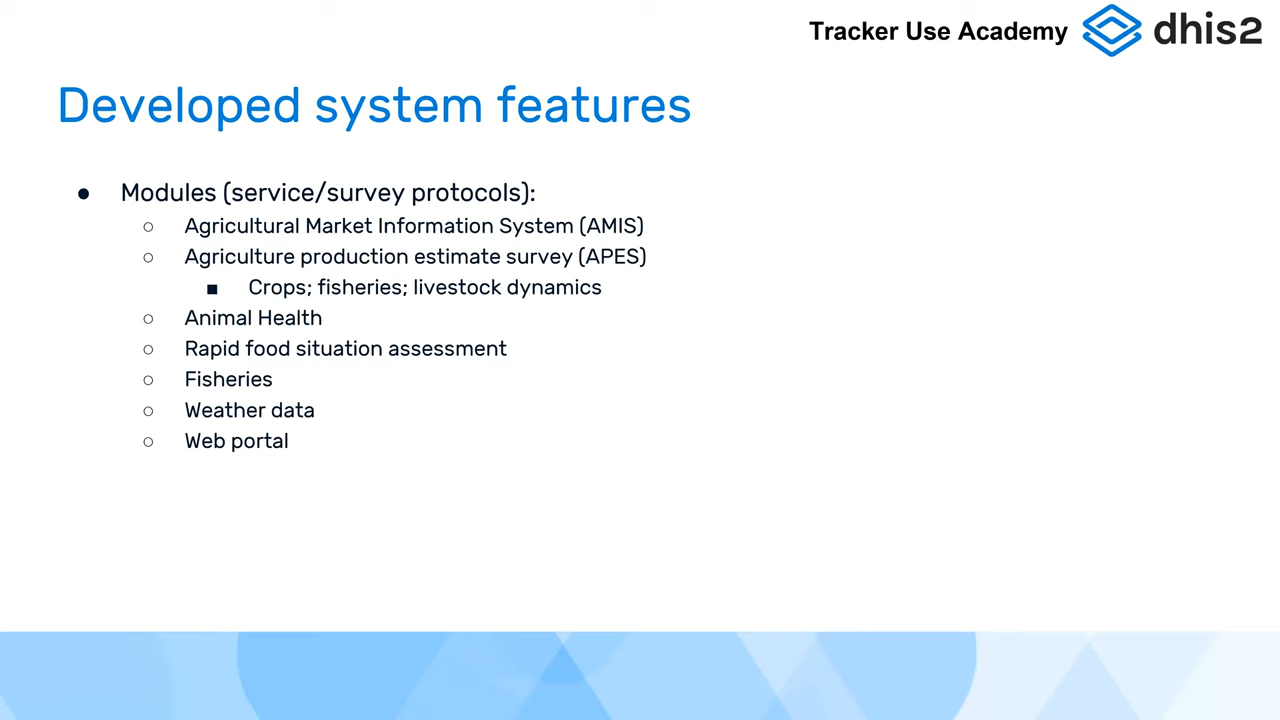 Tracker Use Academy dhis2
Developed system features
● Modules (service/survey protocols):
○ Agricultural Market Information System (AMIS)
○ Agriculture production estimate survey (APES)
■ Crops; fisheries; livestock dynamics
○ Animal Health
○ Rapid food situation assessment
○ Fisheries
○ Weather data
○ Web portal